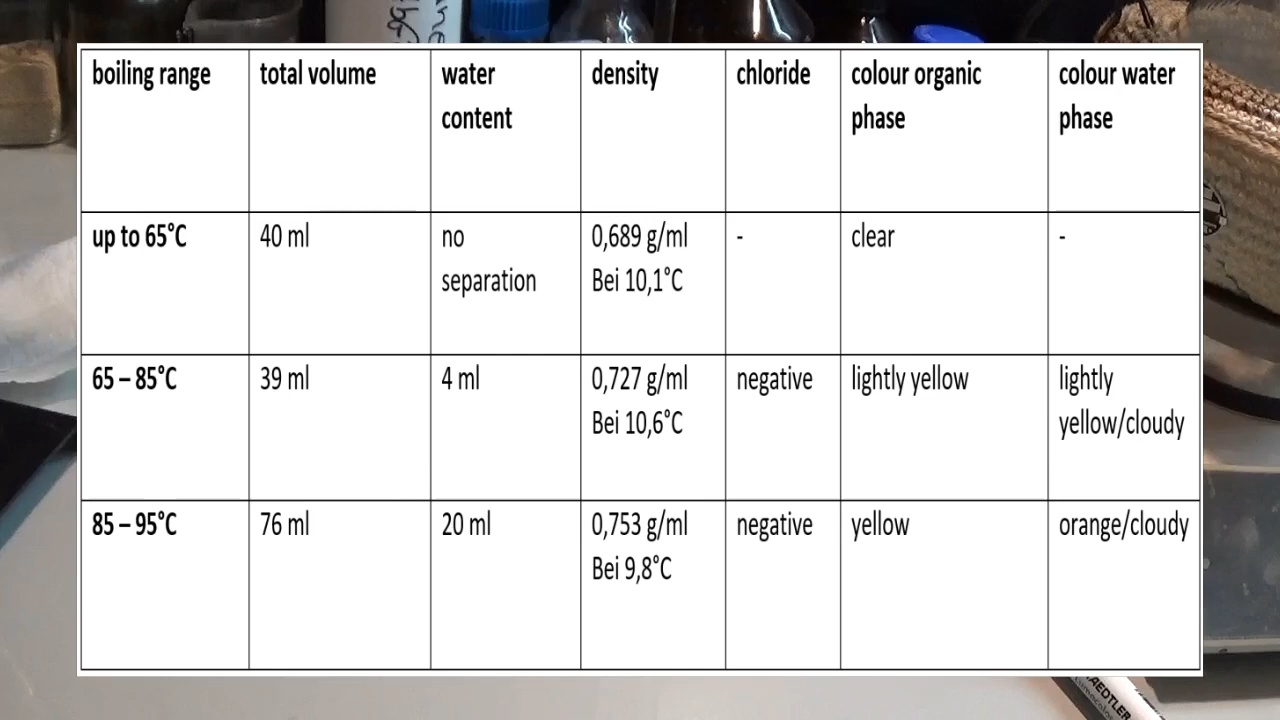 boiling range
total volume
water
content
density
chloride
colour organic
phase
colour water
phase
up to 65°C
40 ml
no
separation
0,689 g/ml
Bei 10,1°C
-
clear
-
65 – 85°C
39 ml
4 ml
0,727 g/ml
Bei 10,6°C
negative
lightly yellow
lightly
yellow/cloudy
85 – 95°C
76 ml
20 ml
0,753 g/ml
Bei 9,8°C
negative
yellow
orange/cloudy